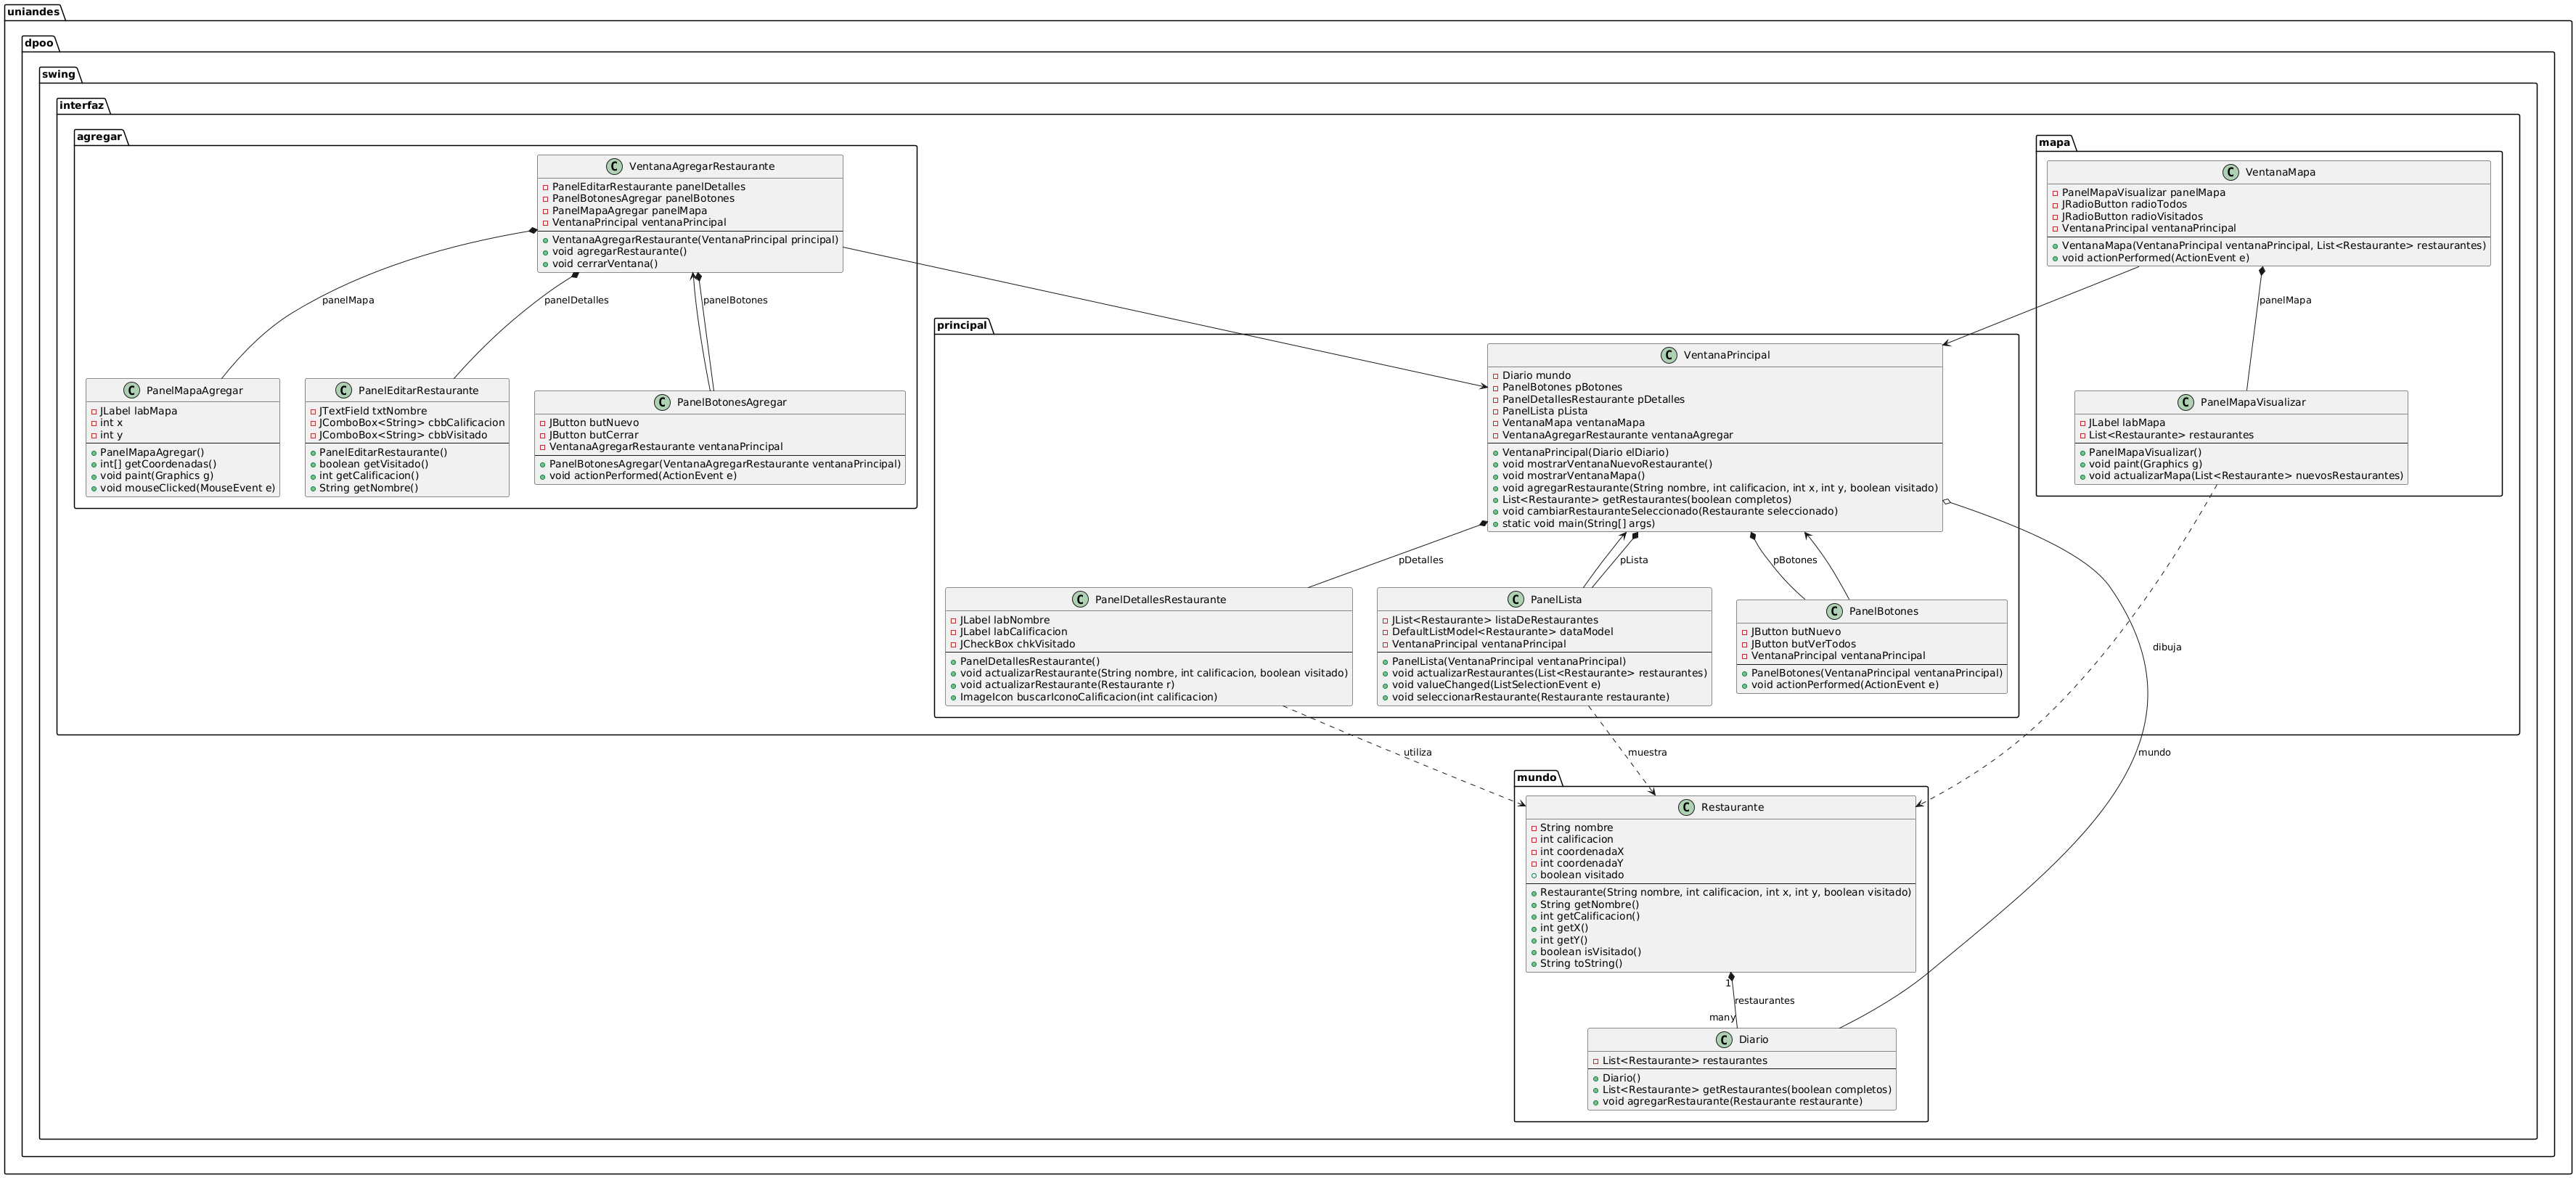 uniandes
dpoo
swing
interfaz
agregar
VentanaAgregarRestaurante
PanelEditarRestaurante panelDetalles
PanelBotonesAgregar panelBotones
PanelMapaAgregar panelMapa
VentanaPrincipal ventanaPrincipal
VentanaAgregarRestaurante(VentanaPrincipal principal)
void agregarRestaurante()
void cerrarVentana()
panelMapa
panelDetalles
panelBotones
PanelMapaAgregar
JLabel labMapa
int x
int y
PanelMapaAgregar()
int[] getCoordenadas()
void paint(Graphics g)
void mouseClicked(MouseEvent e)
PanelEditarRestaurante
JTextField txtNombre
JComboBox<String> cbbCalificacion
JComboBox<String> cbbVisitado
PanelEditarRestaurante()
boolean getVisitado()
int getCalificacion()
String getNombre()
PanelBotonesAgregar
JButton butNuevo
JButton butCerrar
VentanaAgregarRestaurante ventanaPrincipal
PanelBotonesAgregar(VentanaAgregarRestaurante ventanaPrincipal)
void actionPerformed(ActionEvent e)
mapa
VentanaMapa
PanelMapaVisualizar panelMapa
JRadioButton radioTodos
JRadioButton radioVisitados
VentanaPrincipal ventanaPrincipal
VentanaMapa(VentanaPrincipal ventanaPrincipal, List<Restaurante> restaurantes)
void actionPerformed(ActionEvent e)
panelMapa
PanelMapaVisualizar
JLabel labMapa
List<Restaurante> restaurantes
PanelMapaVisualizar()
void paint(Graphics g)
void actualizarMapa(List<Restaurante> nuevosRestaurantes)
principal
VentanaPrincipal
Diario mundo
PanelBotones pBotones
PanelDetallesRestaurante pDetalles
PanelLista pLista
VentanaMapa ventanaMapa
VentanaAgregarRestaurante ventanaAgregar
VentanaPrincipal(Diario elDiario)
void mostrarVentanaNuevoRestaurante()
void mostrarVentanaMapa()
void agregarRestaurante(String nombre, int calificacion, int x, int y, boolean visitado)
List<Restaurante> getRestaurantes(boolean completos)
void cambiarRestauranteSeleccionado(Restaurante seleccionado)
static void main(String[] args)
pDetalles
pLista
pBotones
PanelDetallesRestaurante
JLabel labNombre
JLabel labCalificacion
JCheckBox chkVisitado
PanelDetallesRestaurante()
void actualizarRestaurante(String nombre, int calificacion, boolean visitado)
void actualizarRestaurante(Restaurante r)
ImageIcon buscarIconoCalificacion(int calificacion)
PanelLista
JList<Restaurante> listaDeRestaurantes
DefaultListModel<Restaurante> dataModel
VentanaPrincipal ventanaPrincipal
PanelLista(VentanaPrincipal ventanaPrincipal)
void actualizarRestaurantes(List<Restaurante> restaurantes)
void valueChanged(ListSelectionEvent e)
void seleccionarRestaurante(Restaurante restaurante)
PanelBotones
JButton butNuevo
JButton butVerTodos
VentanaPrincipal ventanaPrincipal
PanelBotones(VentanaPrincipal ventanaPrincipal)
void actionPerformed(ActionEvent e)
dibuja
utiliza
muestra
mundo
mundo
Restaurante
String nombre
int calificacion
int coordenadaX
int coordenadaY
boolean visitado
Restaurante(String nombre, int calificacion, int x, int y, boolean visitado)
String getNombre()
int getCalificacion()
int getX()
int getY()
boolean isVisitado()
String toString()
1
restaurantes
many
Diario
List<Restaurante> restaurantes
Diario()
List<Restaurante> getRestaurantes(boolean completos)
void agregarRestaurante(Restaurante restaurante)